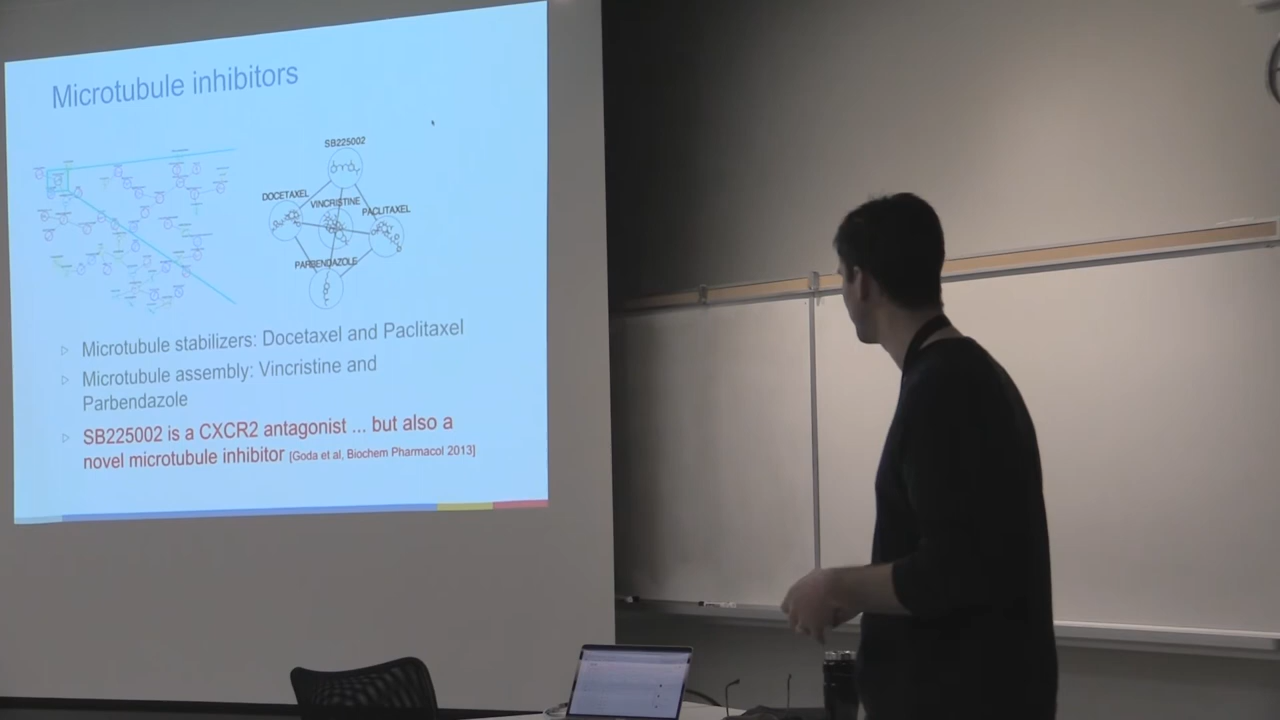 Microtubule inhibitors
SB225002
DOCETAXEL
VINCRISTINE
PACLITAXEL
PARBENDAZOLE
Microtubule stabilizers: Docetaxel and Paclitaxel
Microtubule assembly: Vincristine and
Parbendazole
SB225002 is a CXCR2 antagonist ... but also a
novel microtubule inhibitor [Goda et al, Biochem Pharmacol 2013]